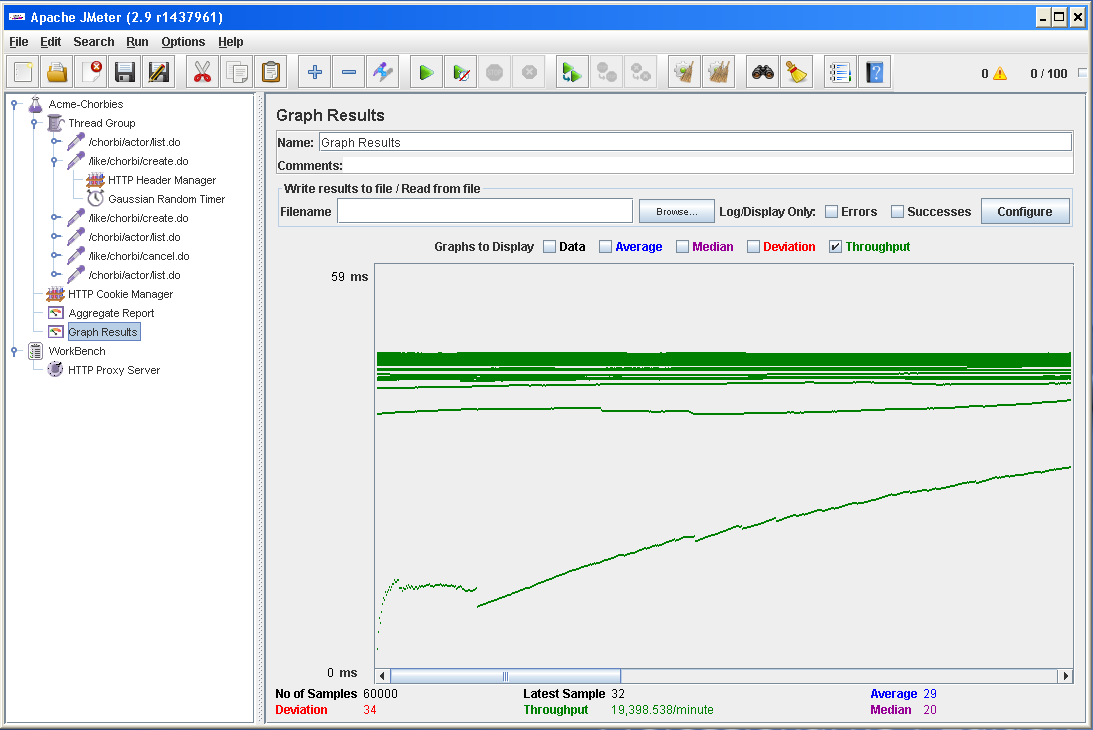 Apache JMeter (2.9 r1437961)
File Edit Search Run Options Help
0 0 / 100
Acme-Chorbies
Thread Group
/chorbi/actor/list.do
/like/chorbi/create.do
HTTP Header Manager
Gaussian Random Timer
/like/chorbi/create.do
/chorbi/actor/list.do
/like/chorbi/cancel.do
/chorbi/actor/list.do
HTTP Cookie Manager
Aggregate Report
Graph Results
WorkBench
HTTP Proxy Server
Graph Results
Name: Graph Results
Comments:
Write results to file / Read from file
Filename Browse... Log/Display Only: Errors Successes Configure
Graphs to Display Data Average Median Deviation Throughput
59 ms
0 ms
No of Samples 60000 Latest Sample 32 Average 29
Deviation 34 Throughput 19,398.538/minute Median 20